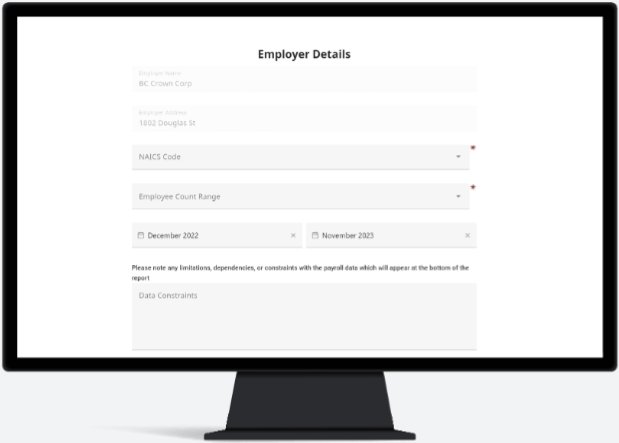 Employer Details
Employer Name
BC Crown Corp
Employer Address
1802 Douglas St
NAICS Code
*
Employee Count Range
*
December 2022 × November 2023 ×
Please note any limitations, dependencies, or constraints with the payroll data which will appear at the bottom of the
report
Data Constraints